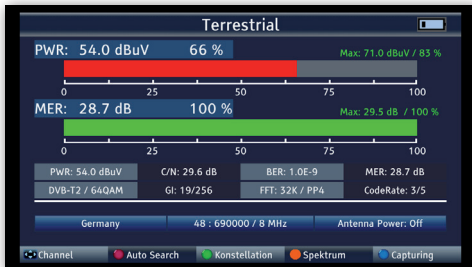 Terrestrial
PWR: 54.0 dBuV 66 % Max: 71.0 dBuV / 83 %
0 25 50 75 100
MER: 28.7 dB 100 % Max: 29.5 dB / 100 %
0 25 50 75 100
PWR: 54.0 dBuV C/N: 29.6 dB BER: 1.0E-9 MER: 28.7 dB
DVB-T2 / 64QAM GI: 19/256 FFT: 32K / PP4 CodeRate: 3/5
Germany 48 : 690000 / 8 MHz Antenna Power: Off
Channel Auto Search Konstellation Spektrum Capturing